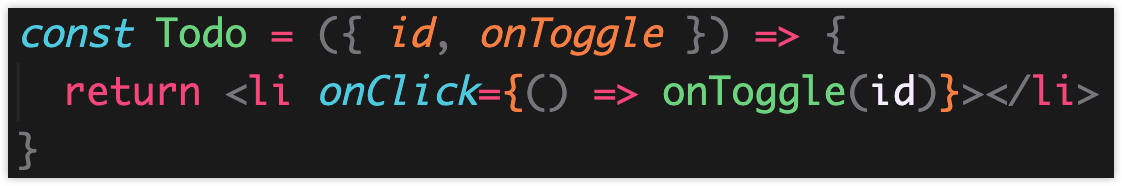 const Todo = ({ id, onToggle }) => {
  return <li onClick={() => onToggle(id)}></li>
}